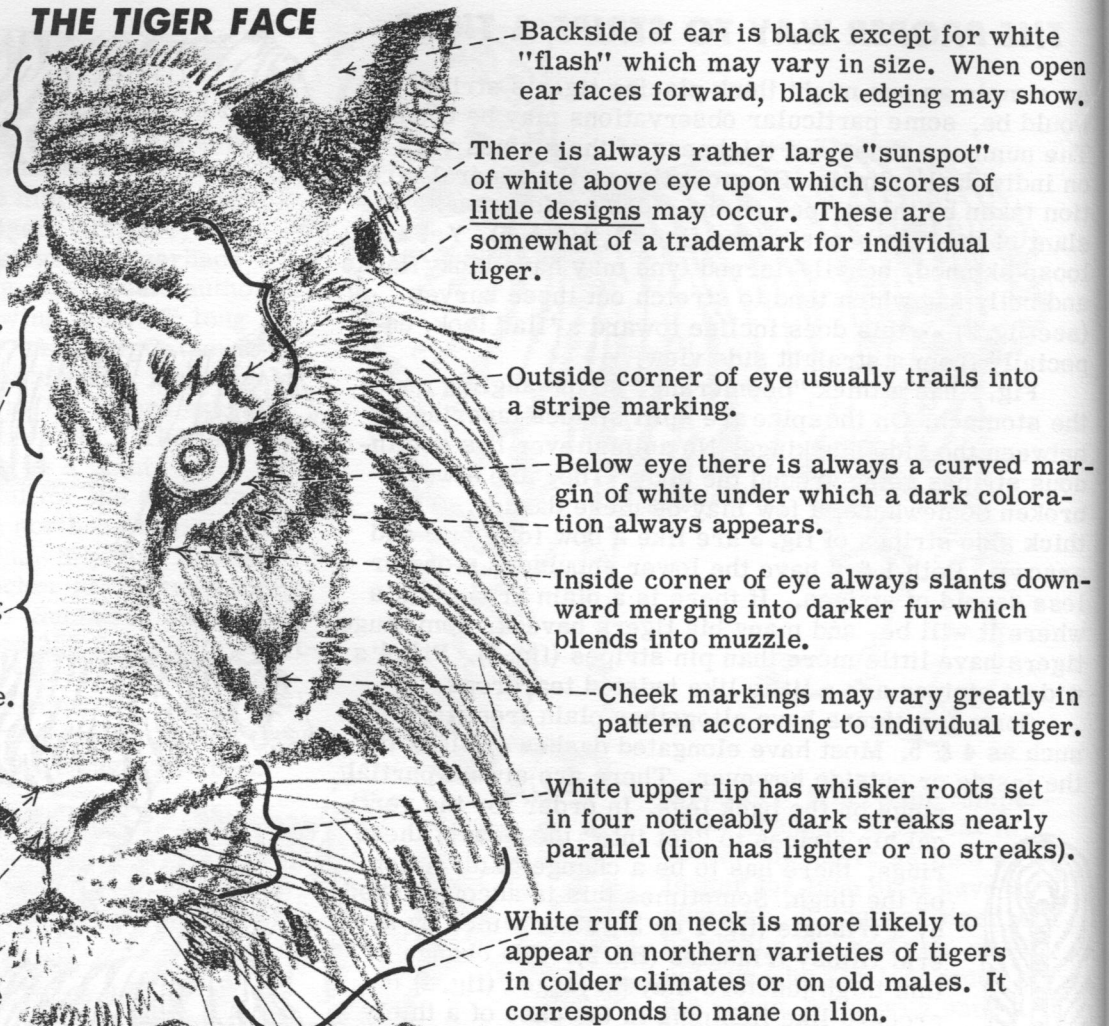 THE TIGER FACE
Backside of ear is black except for white
"flash" which may vary in size. When open
ear faces forward, black edging may show.
There is always rather large "sunspot"
of white above eye upon which scores of
little designs may occur. These are
somewhat of a trademark for individual
tiger.
Outside corner of eye usually trails into
a stripe marking.
Below eye there is always a curved mar-
gin of white under which a dark colora-
tion always appears.
Inside corner of eye always slants down-
ward merging into darker fur which
blends into muzzle.
Cheek markings may vary greatly in
pattern according to individual tiger.
White upper lip has whisker roots set
in four noticeably dark streaks nearly
parallel (lion has lighter or no streaks).
White ruff on neck is more likely to
appear on northern varieties of tigers
in colder climates or on old males. It
corresponds to mane on lion.